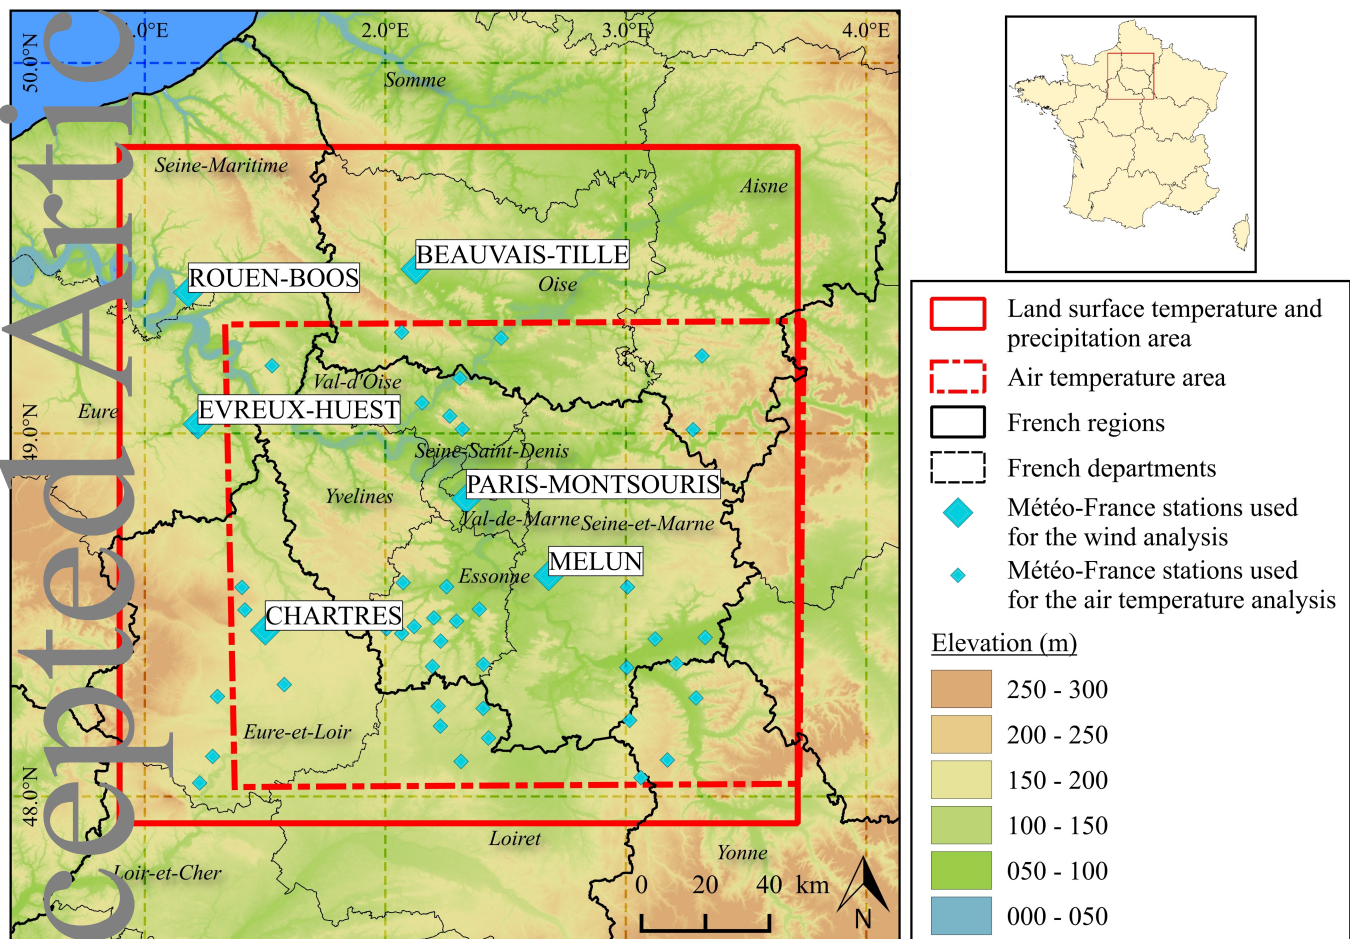 1.0°E
2.0°E
3.0°E
4.0°E
50.0°N
49.0°N
48.0°N
cepted Artic
Somme
Seine-Maritime
Aisne
BEAUVAIS-TILLE
ROUEN-BOOS
Oise
Val-d'Oise
Eure
EVREUX-HUEST
Seine-Saint-Denis
PARIS-MONTSOURIS
Yvelines
Val-de-Marne
Seine-et-Marne
MELUN
Essonne
CHARTRES
Eure-et-Loir
Loiret
Yonne
Loir-et-Cher
0 20 40 km
N
Land surface temperature and
precipitation area
Air temperature area
French regions
French departments
Météo-France stations used
for the wind analysis
Météo-France stations used
for the air temperature analysis
Elevation (m)
250 - 300
200 - 250
150 - 200
100 - 150
050 - 100
000 - 050